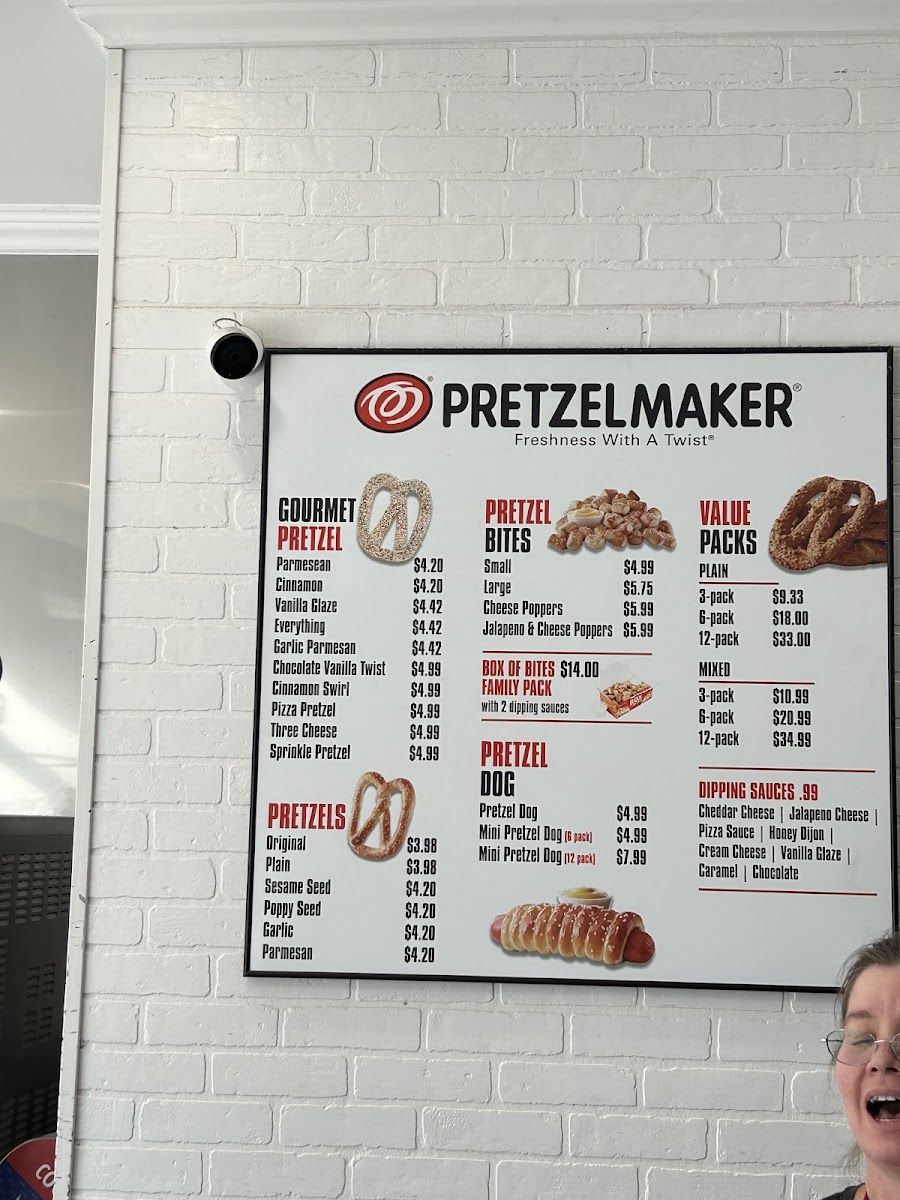 PRETZELMAKER®
Freshness With A Twist®
GOURMET
PRETZEL
Parmesean $4.20
Cinnamon $4.20
Vanilla Glaze $4.42
Everything $4.42
Garlic Parmesan $4.42
Chocolate Vanilla Twist $4.99
Cinnamon Swirl $4.99
Pizza Pretzel $4.99
Three Cheese $4.99
Sprinkle Pretzel $4.99
PRETZELS
Original $3.98
Plain $3.98
Sesame Seed $4.20
Poppy Seed $4.20
Garlic $4.20
Parmesan $4.20
PRETZEL
BITES
Small $4.99
Large $5.75
Cheese Poppers $5.99
Jalapeno & Cheese Poppers $5.99
BOX OF BITES $14.00
FAMILY PACK
with 2 dipping sauces
PRETZEL
DOG
Pretzel Dog $4.99
Mini Pretzel Dog (6 pack) $4.99
Mini Pretzel Dog (12 pack) $7.99
VALUE
PACKS
PLAIN
3-pack $9.33
6-pack $18.00
12-pack $33.00
MIXED
3-pack $10.99
6-pack $20.99
12-pack $34.99
DIPPING SAUCES .99
Cheddar Cheese | Jalapeno Cheese |
Pizza Sauce | Honey Dijon |
Cream Cheese | Vanilla Glaze |
Caramel | Chocolate